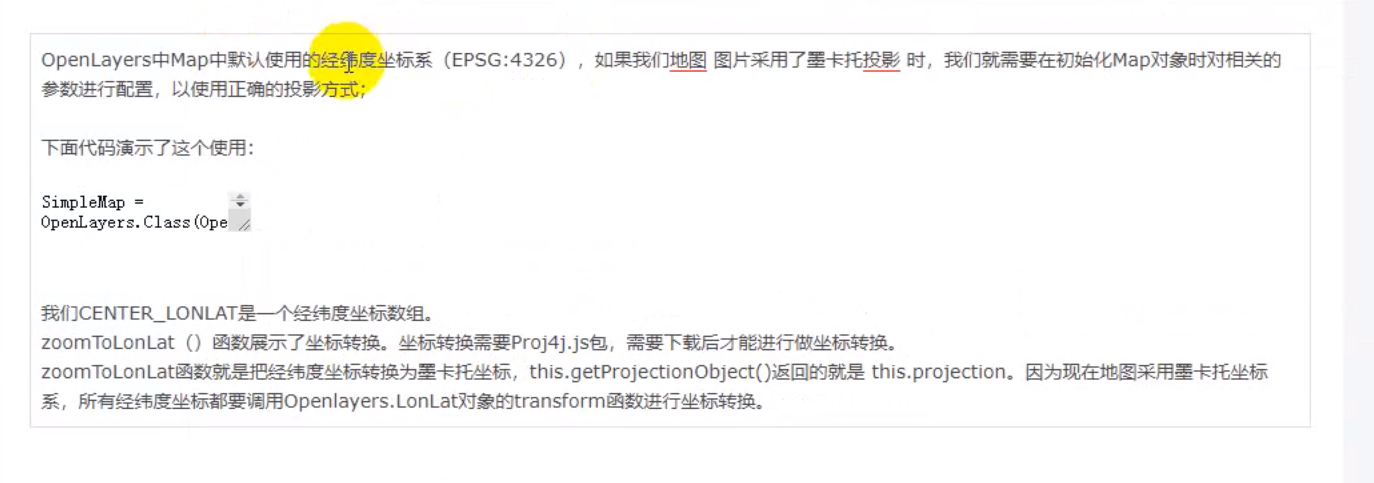 OpenLayers中Map中默认使用的经纬度坐标系（EPSG:4326），如果我们地图 图片采用了墨卡托投影 时，我们就需要在初始化Map对象时对相关的
参数进行配置，以使用正确的投影方式；
下面代码演示了这个使用：
SimpleMap =
OpenLayers.Class(Ope
我们CENTER_LONLAT是一个经纬度坐标数组。
zoomToLonLat（）函数展示了坐标转换。坐标转换需要Proj4j.js包，需要下载后才能进行做坐标转换。
zoomToLonLat函数就是把经纬度坐标转换为墨卡托坐标，this.getProjectionObject()返回的就是 this.projection。因为现在地图采用墨卡托坐标
系，所有经纬度坐标都要调用Openlayers.LonLat对象的transform函数进行坐标转换。